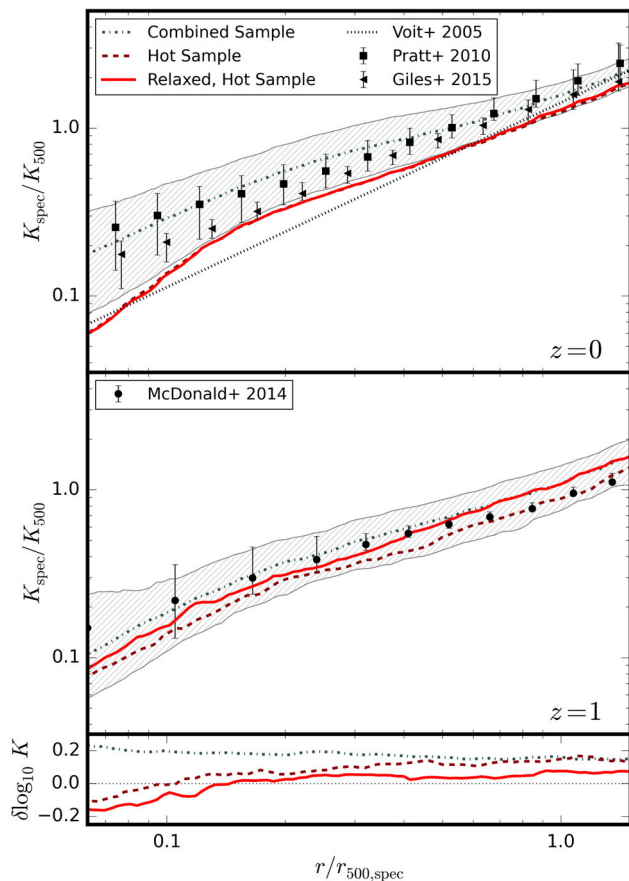 Combined Sample
Hot Sample
Relaxed, Hot Sample
Voit+ 2005
Pratt+ 2010
Giles+ 2015
1.0
0.1
K_spec/K_500
z=0
McDonald+ 2014
1.0
0.1
K_spec/K_500
z=1
0.2
0.0
−0.2
δlog_10 K
0.1
1.0
r/r_500,spec